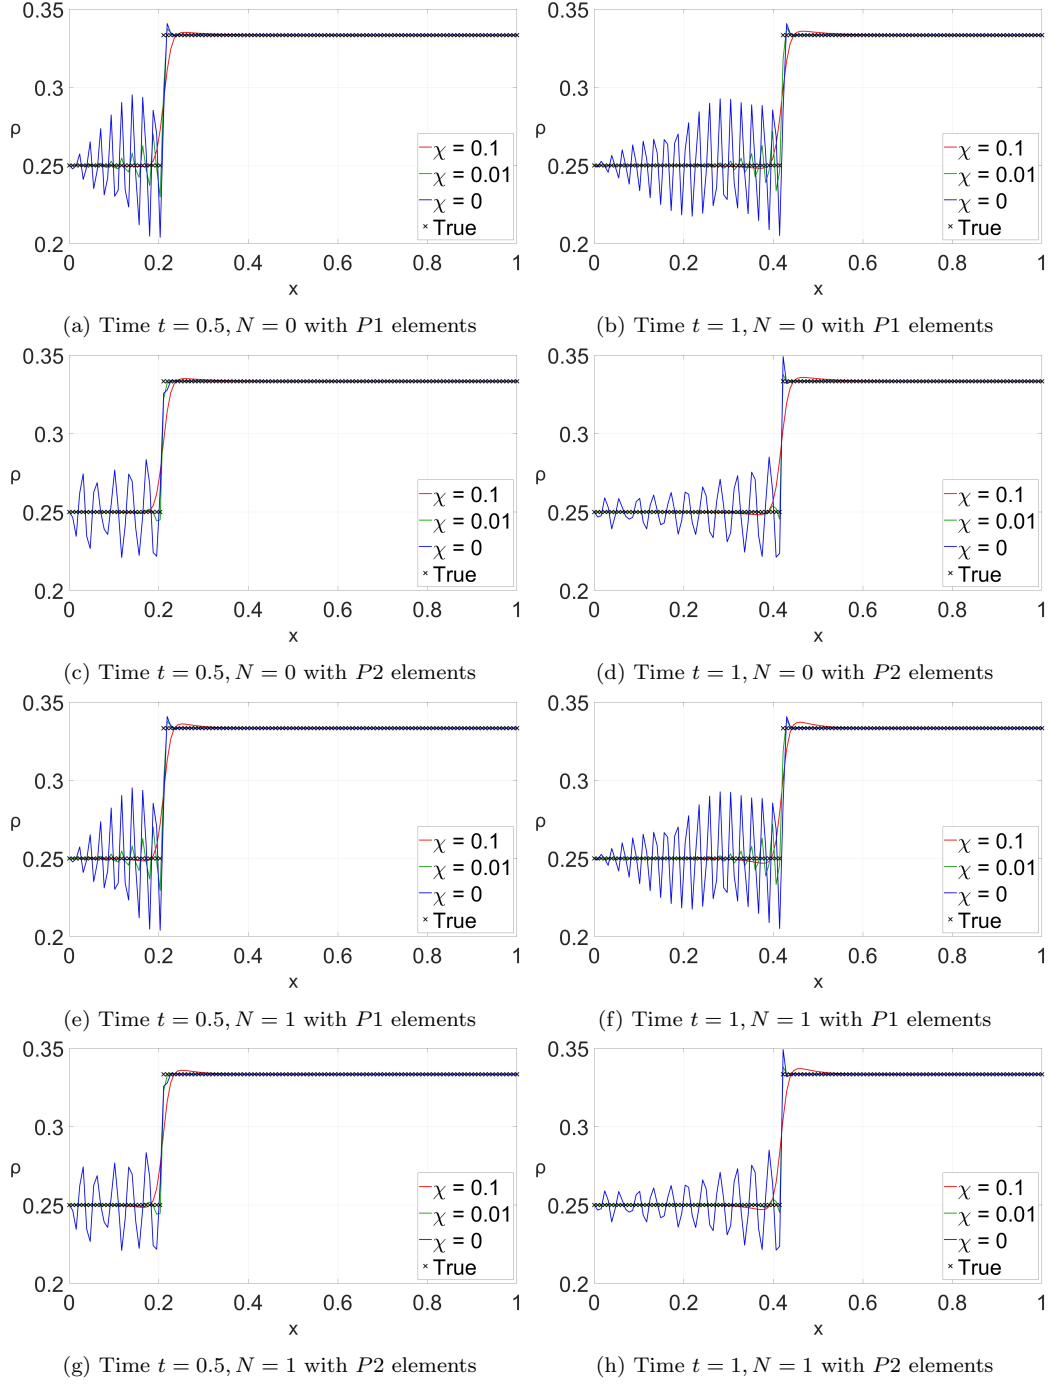 0.35
0.3
ρ
0.25
0.2
0 0.2 0.4 0.6 0.8 1
x
χ = 0.1
χ = 0.01
χ = 0
True
(a) Time t = 0.5, N = 0 with P1 elements
0.35
0.3
ρ
0.25
0.2
0 0.2 0.4 0.6 0.8 1
x
χ = 0.1
χ = 0.01
χ = 0
True
(b) Time t = 1, N = 0 with P1 elements
0.35
0.3
ρ
0.25
0.2
0 0.2 0.4 0.6 0.8 1
x
χ = 0.1
χ = 0.01
χ = 0
True
(c) Time t = 0.5, N = 0 with P2 elements
0.35
0.3
ρ
0.25
0.2
0 0.2 0.4 0.6 0.8 1
x
χ = 0.1
χ = 0.01
χ = 0
True
(d) Time t = 1, N = 0 with P2 elements
0.35
0.3
ρ
0.25
0.2
0 0.2 0.4 0.6 0.8 1
x
χ = 0.1
χ = 0.01
χ = 0
True
(e) Time t = 0.5, N = 1 with P1 elements
0.35
0.3
ρ
0.25
0.2
0 0.2 0.4 0.6 0.8 1
x
χ = 0.1
χ = 0.01
χ = 0
True
(f) Time t = 1, N = 1 with P1 elements
0.35
0.3
ρ
0.25
0.2
0 0.2 0.4 0.6 0.8 1
x
χ = 0.1
χ = 0.01
χ = 0
True
(g) Time t = 0.5, N = 1 with P2 elements
0.35
0.3
ρ
0.25
0.2
0 0.2 0.4 0.6 0.8 1
x
χ = 0.1
χ = 0.01
χ = 0
True
(h) Time t = 1, N = 1 with P2 elements